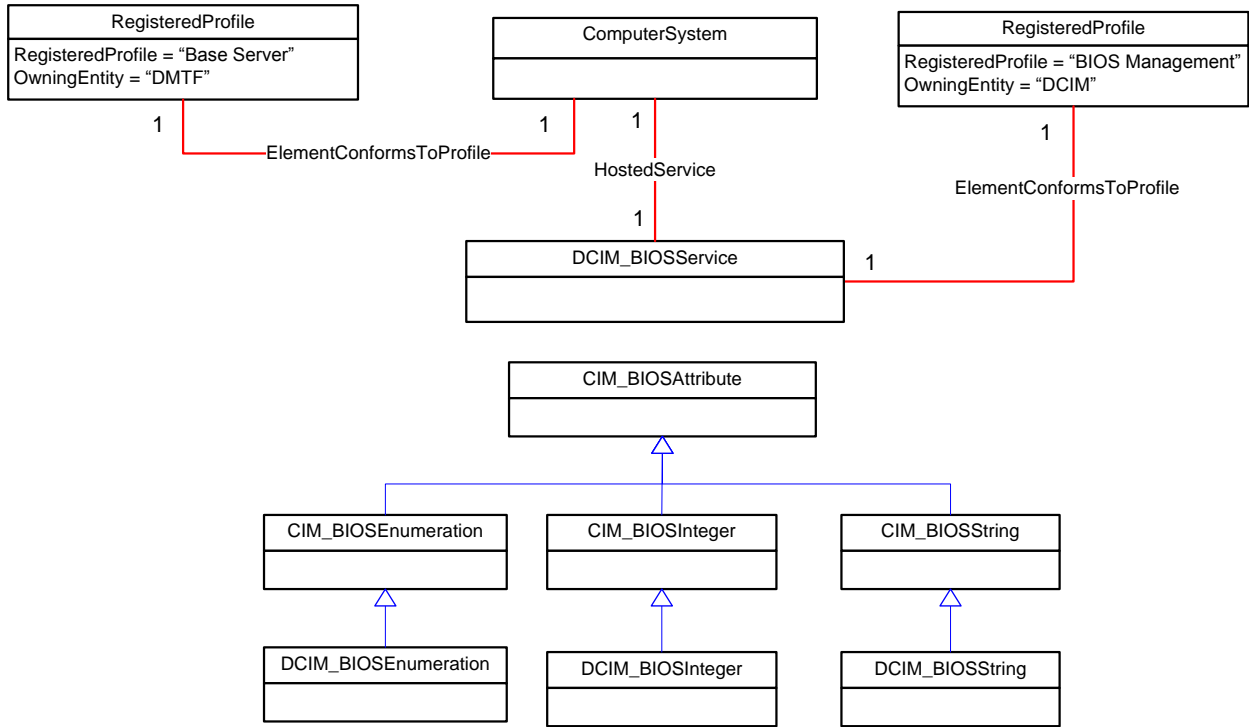 RegisteredProfile
RegisteredProfile = “Base Server”
OwningEntity = “DMTF”
ComputerSystem
RegisteredProfile
RegisteredProfile = “BIOS Management”
OwningEntity = “DCIM”
1
1
1
1
ElementConformsToProfile
HostedService
ElementConformsToProfile
1
DCIM_BIOSService
1
CIM_BIOSAttribute
CIM_BIOSEnumeration
CIM_BIOSInteger
CIM_BIOSString
DCIM_BIOSEnumeration
DCIM_BIOSInteger
DCIM_BIOSString